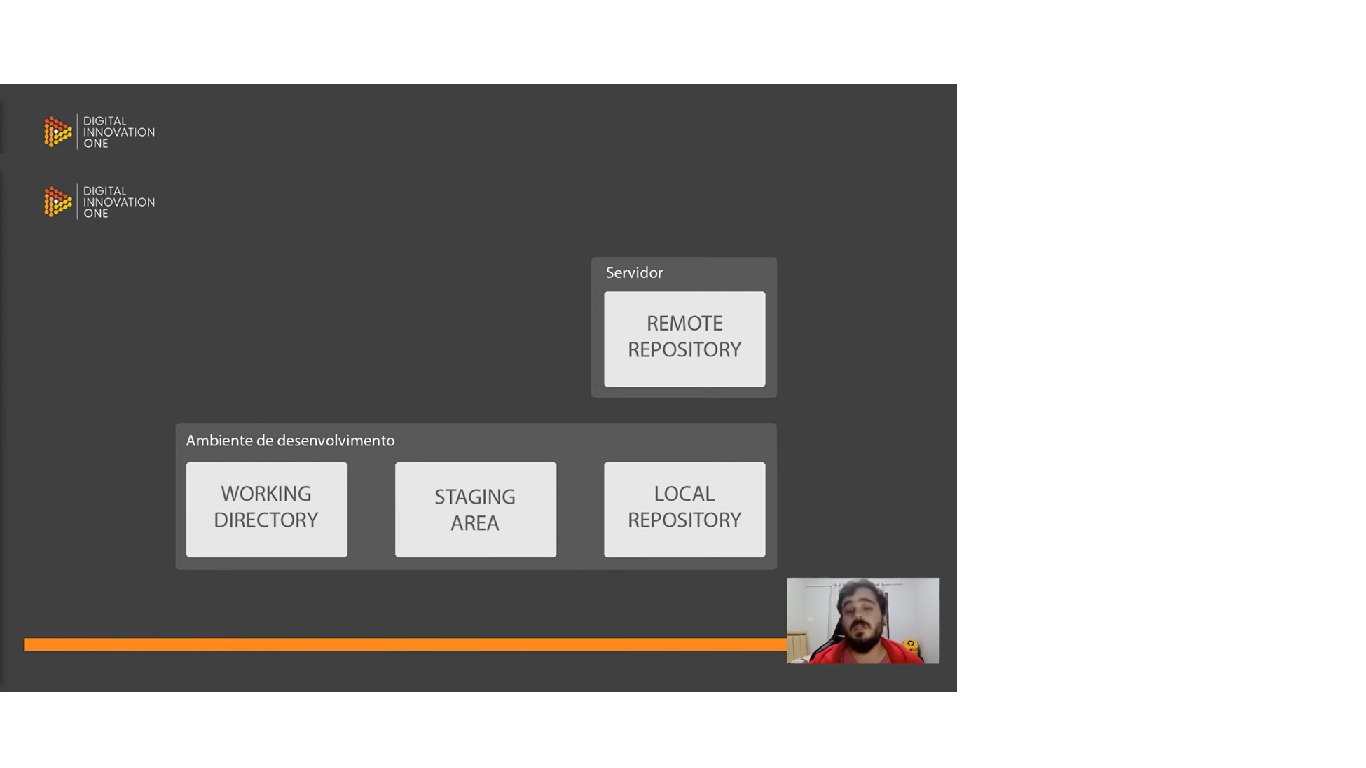 DIGITAL
INNOVATION
ONE
DIGITAL
INNOVATION
ONE
Servidor
REMOTE
REPOSITORY
Ambiente de desenvolvimento
WORKING
DIRECTORY
STAGING
AREA
LOCAL
REPOSITORY